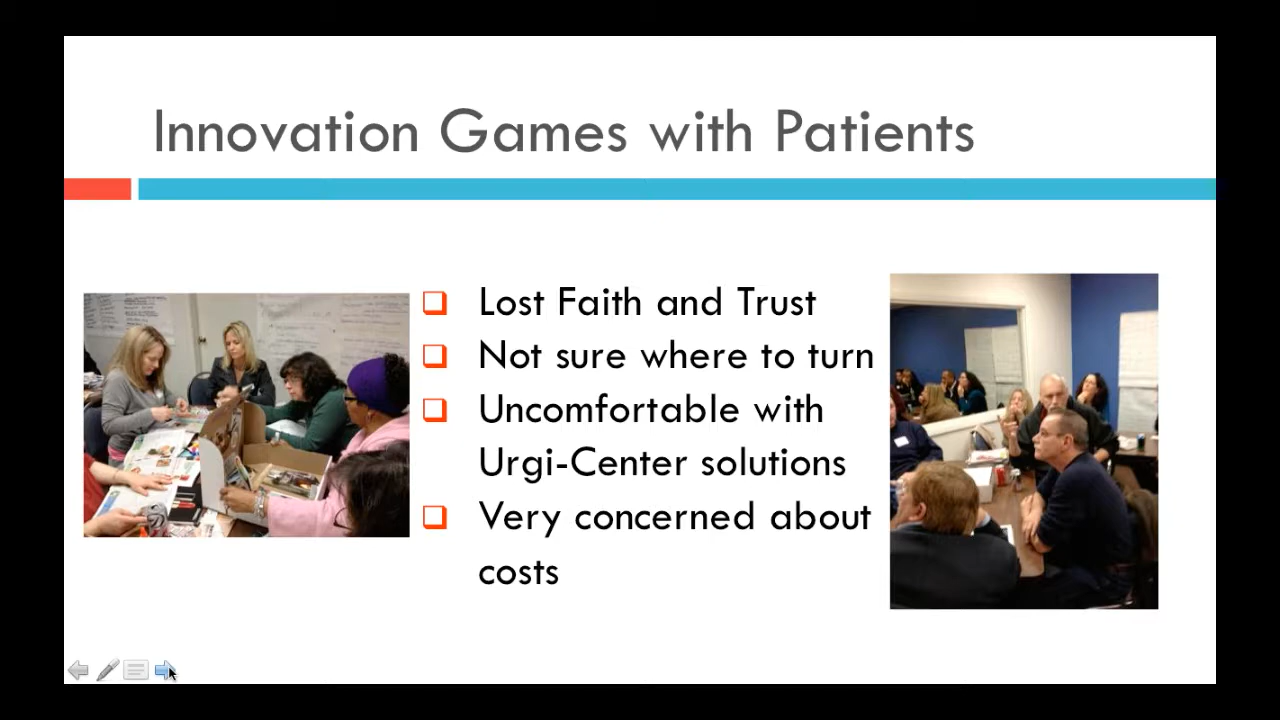 Innovation Games with Patients
Lost Faith and Trust
Not sure where to turn
Uncomfortable with
Urgi-Center solutions
Very concerned about
costs